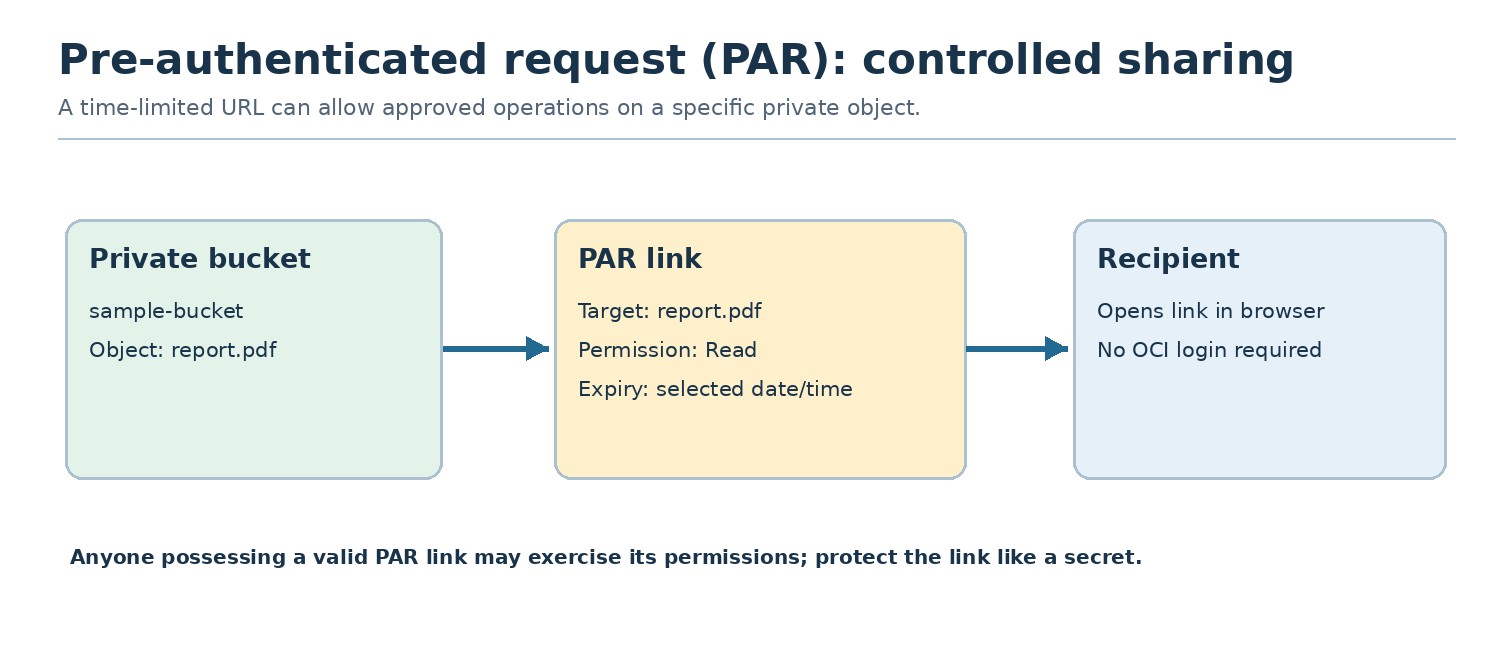 Pre-authenticated request (PAR): controlled sharing
A time-limited URL can allow approved operations on a specific private object.
Private bucket
sample-bucket
Object: report.pdf
PAR link
Target: report.pdf
Permission: Read
Expiry: selected date/time
Recipient
Opens link in browser
No OCI login required
Anyone possessing a valid PAR link may exercise its permissions; protect the link like a secret.